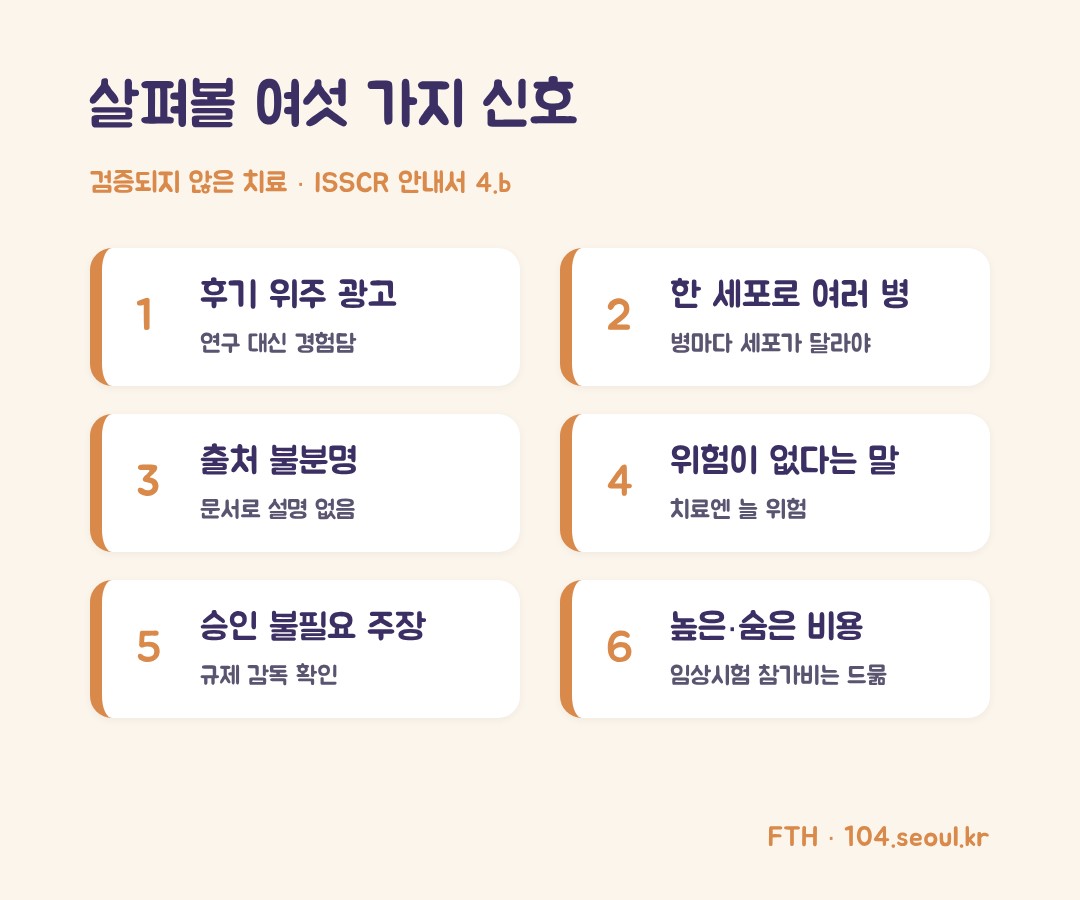 살펴볼 여섯 가지 신호
검증되지 않은 치료 · ISSCR 안내서 4.b
1
후기 위주 광고
연구 대신 경험담
2
한 세포로 여러 병
병마다 세포가 달라야
3
출처 불분명
문서로 설명 없음
4
위험이 없다는 말
치료엔 늘 위험
5
승인 불필요 주장
규제 감독 확인
6
높은·숨은 비용
임상시험 참가비는 드묾
FTH · 104.seoul.kr